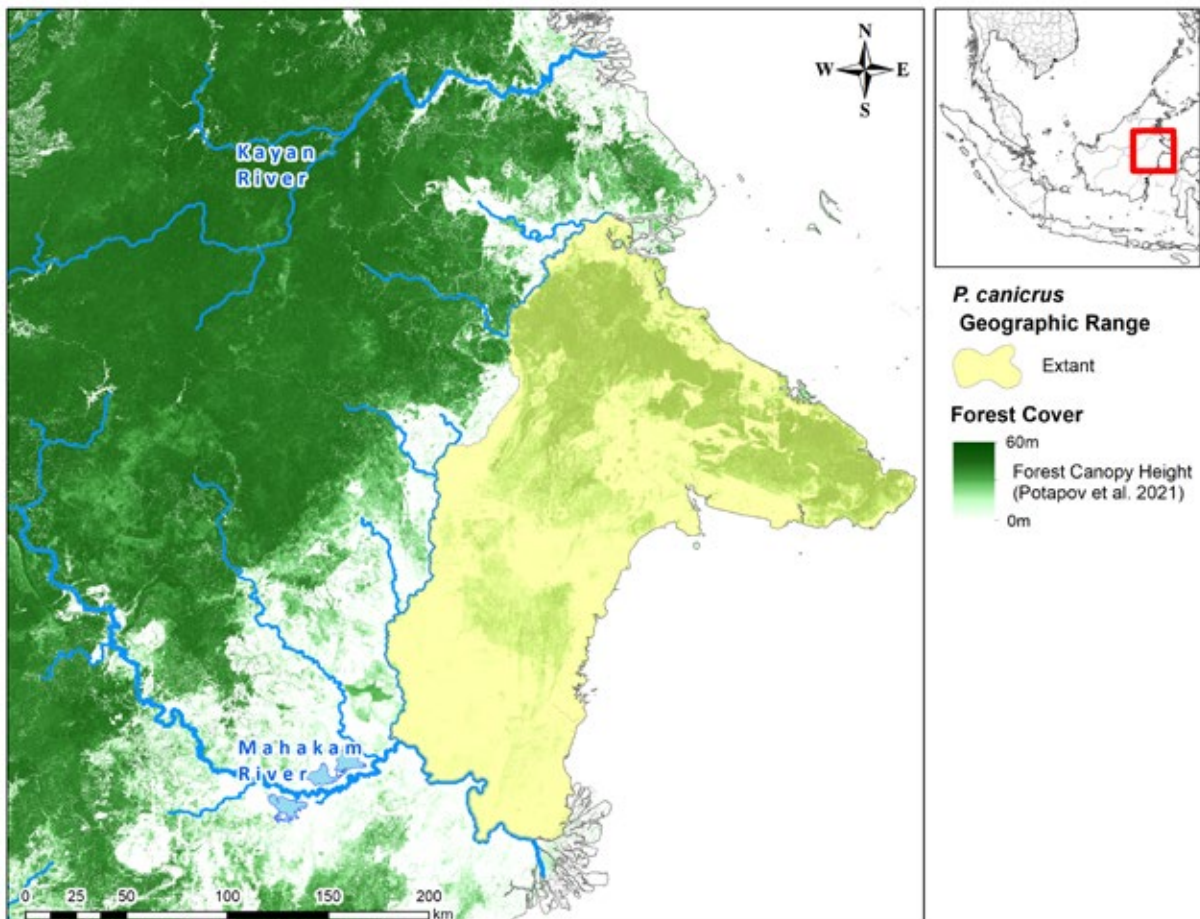 N
W E
S
Kayan
River
Mahakam
River
0 25 50 100 150 200
km
P. canicrus
Geographic Range
Extant
Forest Cover
60m
Forest Canopy Height
(Potapov et al. 2021)
0m